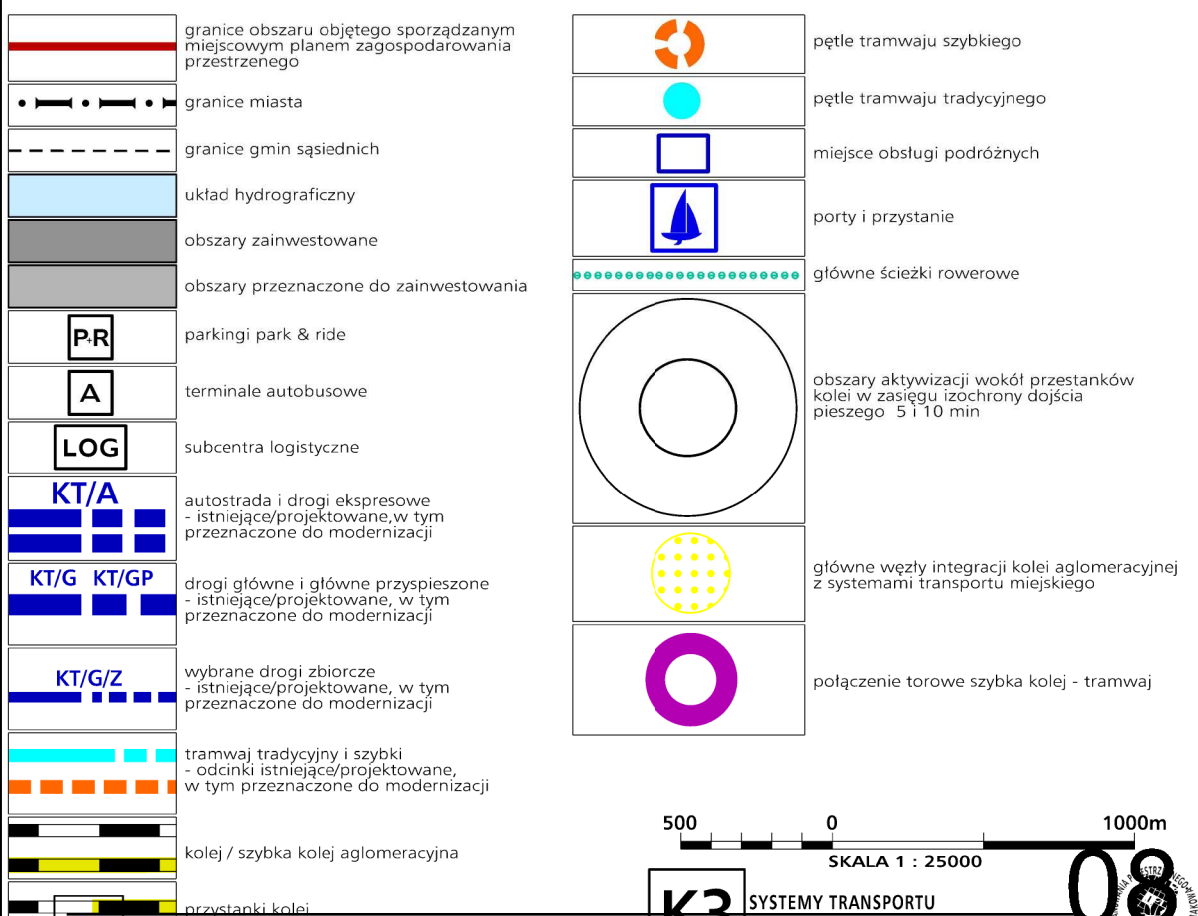 granice obszaru objętego sporządzanym
miejscowym planem zagospodarowania
przestrzenego
granice miasta
granice gmin sąsiednich
układ hydrograficzny
obszary zainwestowane
obszary przeznaczone do zainwestowania
P+R
parkingi park & ride
A
terminale autobusowe
LOG
subcentra logistyczne
KT/A
autostrada i drogi ekspresowe
- istniejące/projektowane,w tym
przeznaczone do modernizacji
KT/G KT/GP
drogi główne i główne przyspieszone
- istniejące/projektowane, w tym
przeznaczone do modernizacji
KT/G/Z
wybrane drogi zbiorcze
- istniejące/projektowane, w tym
przeznaczone do modernizacji
tramwaj tradycyjny i szybki
- odcinki istniejące/projektowane,
w tym przeznaczone do modernizacji
kolej / szybka kolej aglomeracyjna
przystanki kolei
pętle tramwaju szybkiego
pętle tramwaju tradycyjnego
miejsce obsługi podróżnych
porty i przystanie
główne ścieżki rowerowe
obszary aktywizacji wokół przestanków
kolei w zasięgu izochrony dojścia
pieszego 5 i 10 min
główne węzły integracji kolei aglomeracyjnej
z systemami transportu miejskiego
połączenie torowe szybka kolej - tramwaj
500 0 1000m
SKALA 1 : 25000
K3
SYSTEMY TRANSPORTU
08